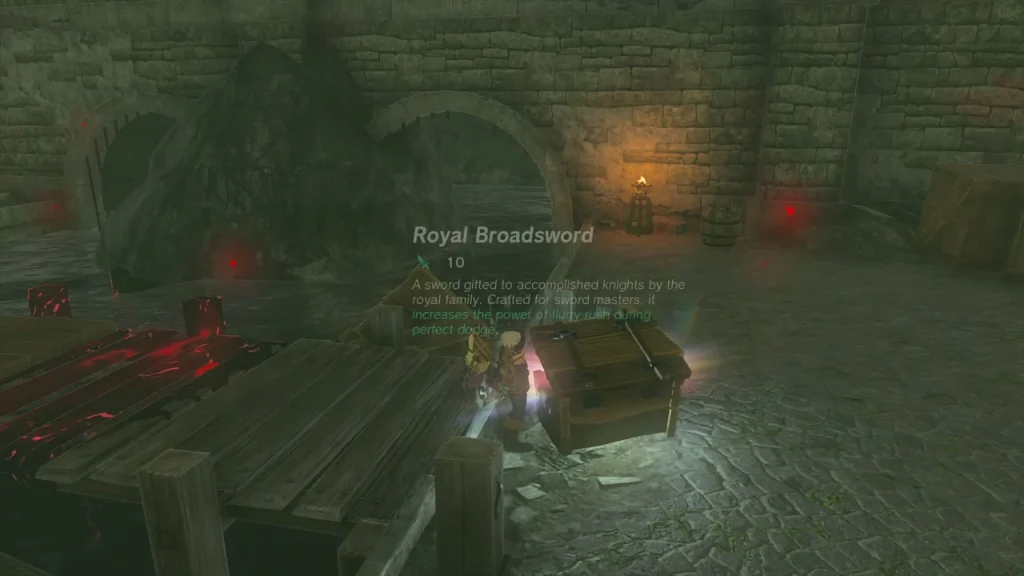 Royal Broadsword
10
A sword gifted to accomplished knights by the
royal family. Crafted for sword masters, it
increases the power of flurry rush during
perfect dodge.